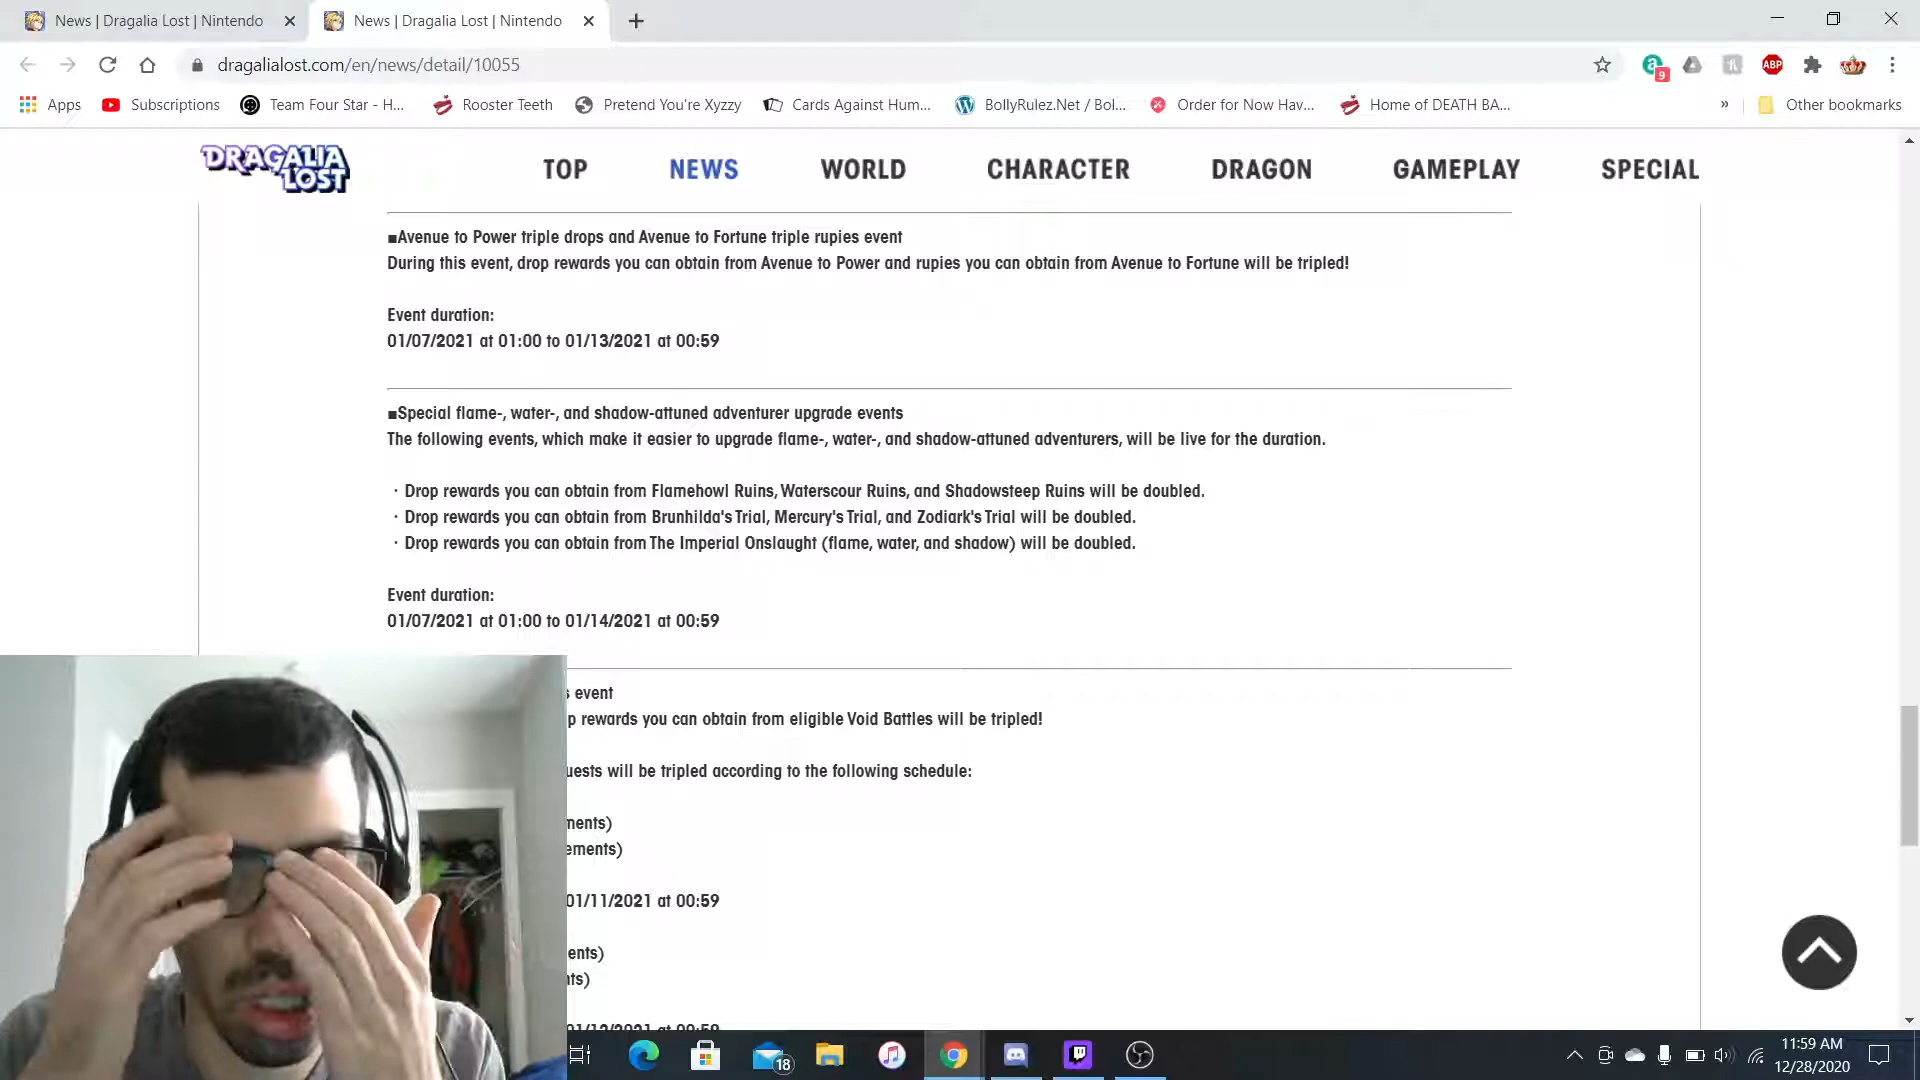 News | Dragalia Lost | Nintendo
News | Dragalia Lost | Nintendo
dragalialost.com/en/news/detail/10055
9
ABP
Apps
Subscriptions
Team Four Star - H...
Rooster Teeth
Pretend You're Xyzzy
Cards Against Hum...
BollyRulez.Net / Bol...
Order for Now Hav...
Home of DEATH BA...
»
Other bookmarks
DRAGALIA LOST
TOP
NEWS
WORLD
CHARACTER
DRAGON
GAMEPLAY
SPECIAL
■Avenue to Power triple drops and Avenue to Fortune triple rupies event
During this event, drop rewards you can obtain from Avenue to Power and rupies you can obtain from Avenue to Fortune will be tripled!
Event duration:
01/07/2021 at 01:00 to 01/13/2021 at 00:59
■Special flame-, water-, and shadow-attuned adventurer upgrade events
The following events, which make it easier to upgrade flame-, water-, and shadow-attuned adventurers, will be live for the duration.
・Drop rewards you can obtain from Flamehowl Ruins, Waterscour Ruins, and Shadowsteep Ruins will be doubled.
・Drop rewards you can obtain from Brunhilda's Trial, Mercury's Trial, and Zodiark's Trial will be doubled.
・Drop rewards you can obtain from The Imperial Onslaught (flame, water, and shadow) will be doubled.
Event duration:
01/07/2021 at 01:00 to 01/14/2021 at 00:59
s event
p rewards you can obtain from eligible Void Battles will be tripled!
uests will be tripled according to the following schedule:
nents)
ements)
01/11/2021 at 00:59
ents)
nts)
01/12/2021 at 00:59
18
11:59 AM
12/28/2020